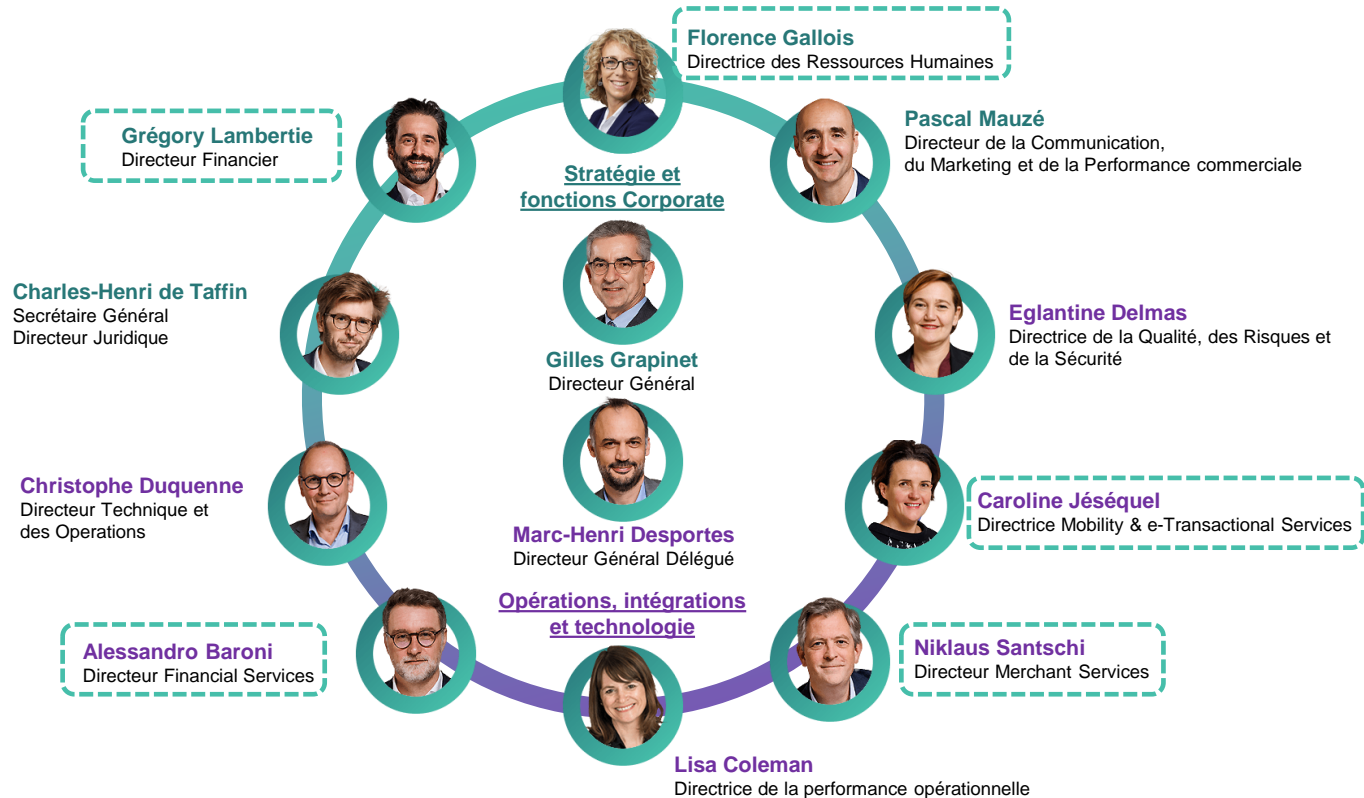 Florence Gallois
Directrice des Ressources Humaines
Grégory Lambertie
Directeur Financier
Pascal Mauzé
Directeur de la Communication,
du Marketing et de la Performance commerciale
Stratégie et
fonctions Corporate
Charles-Henri de Taffin
Secrétaire Général
Directeur Juridique
Gilles Grapinet
Directeur Général
Eglantine Delmas
Directrice de la Qualité, des Risques et
de la Sécurité
Christophe Duquenne
Directeur Technique et
des Operations
Marc-Henri Desportes
Directeur Général Délégué
Caroline Jéséquel
Directrice Mobility & e-Transactional Services
Opérations, intégrations
et technologie
Alessandro Baroni
Directeur Financial Services
Niklaus Santschi
Directeur Merchant Services
Lisa Coleman
Directrice de la performance opérationnelle